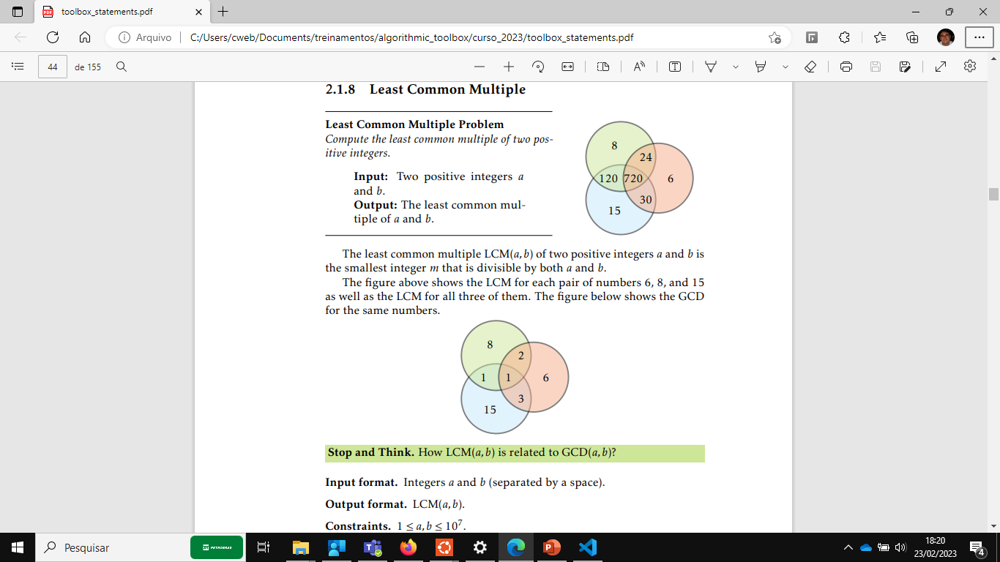 toolbox_statements.pdf
Arquivo
C:/Users/cweb/Documents/treinamentos/algorithmic_toolbox/curso_2023/toolbox_statements.pdf
44 de 155
2.1.8 Least Common Multiple
Least Common Multiple Problem
Compute the least common multiple of two pos-
itive integers.
Input: Two positive integers a
and b.
Output: The least common mul-
tiple of a and b.
8
24
120 720 6
30
15
The least common multiple LCM(a,b) of two positive integers a and b is
the smallest integer m that is divisible by both a and b.
The figure above shows the LCM for each pair of numbers 6, 8, and 15
as well as the LCM for all three of them. The figure below shows the GCD
for the same numbers.
8
2
1 1 6
3
15
Stop and Think. How LCM(a,b) is related to GCD(a,b)?
Input format. Integers a and b (separated by a space).
Output format. LCM(a,b).
Constraints. 1 ≤ a,b ≤ 10⁷.
Pesquisar
PETROBRAS
18:20
23/02/2023
4